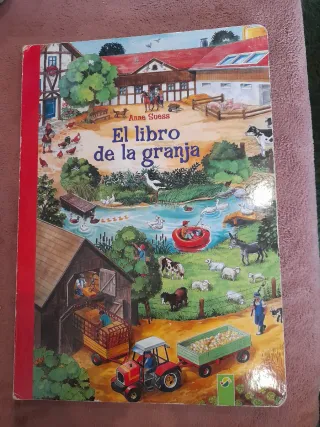 Anne Suess
El libro
de la granja